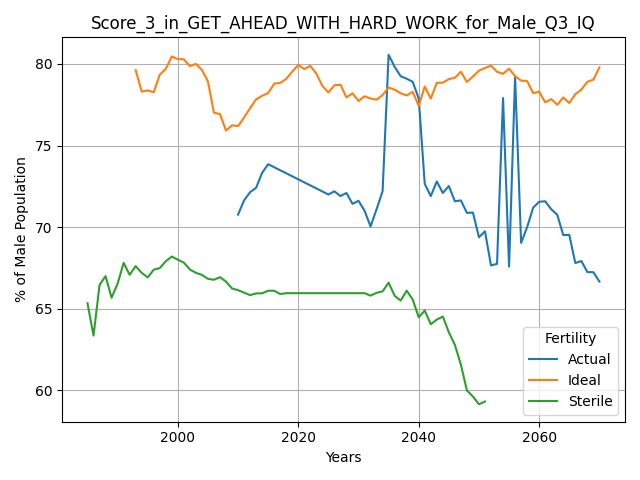 Score_3_in_GET_AHEAD_WITH_HARD_WORK_for_Male_Q3_IQ
80
75
70
65
60
% of Male Population
2000
2020
2040
2060
Years
Fertility
Actual
Ideal
Sterile